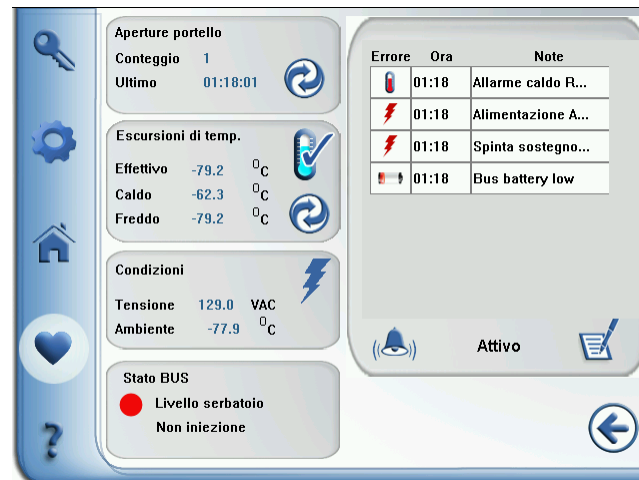 Aperture portello
Conteggio 1
Ultimo 01:18:01
Escursioni di temp.
Effettivo -79.2 °C
Caldo -62.3 °C
Freddo -79.2 °C
Condizioni
Tensione 129.0 VAC
Ambiente -77.9 °C
Stato BUS
Livello serbatoio
Non iniezione
Errore Ora Note
01:18 Allarme caldo R...
01:18 Alimentazione A...
01:18 Spinta sostegno...
01:18 Bus battery low
Attivo
?